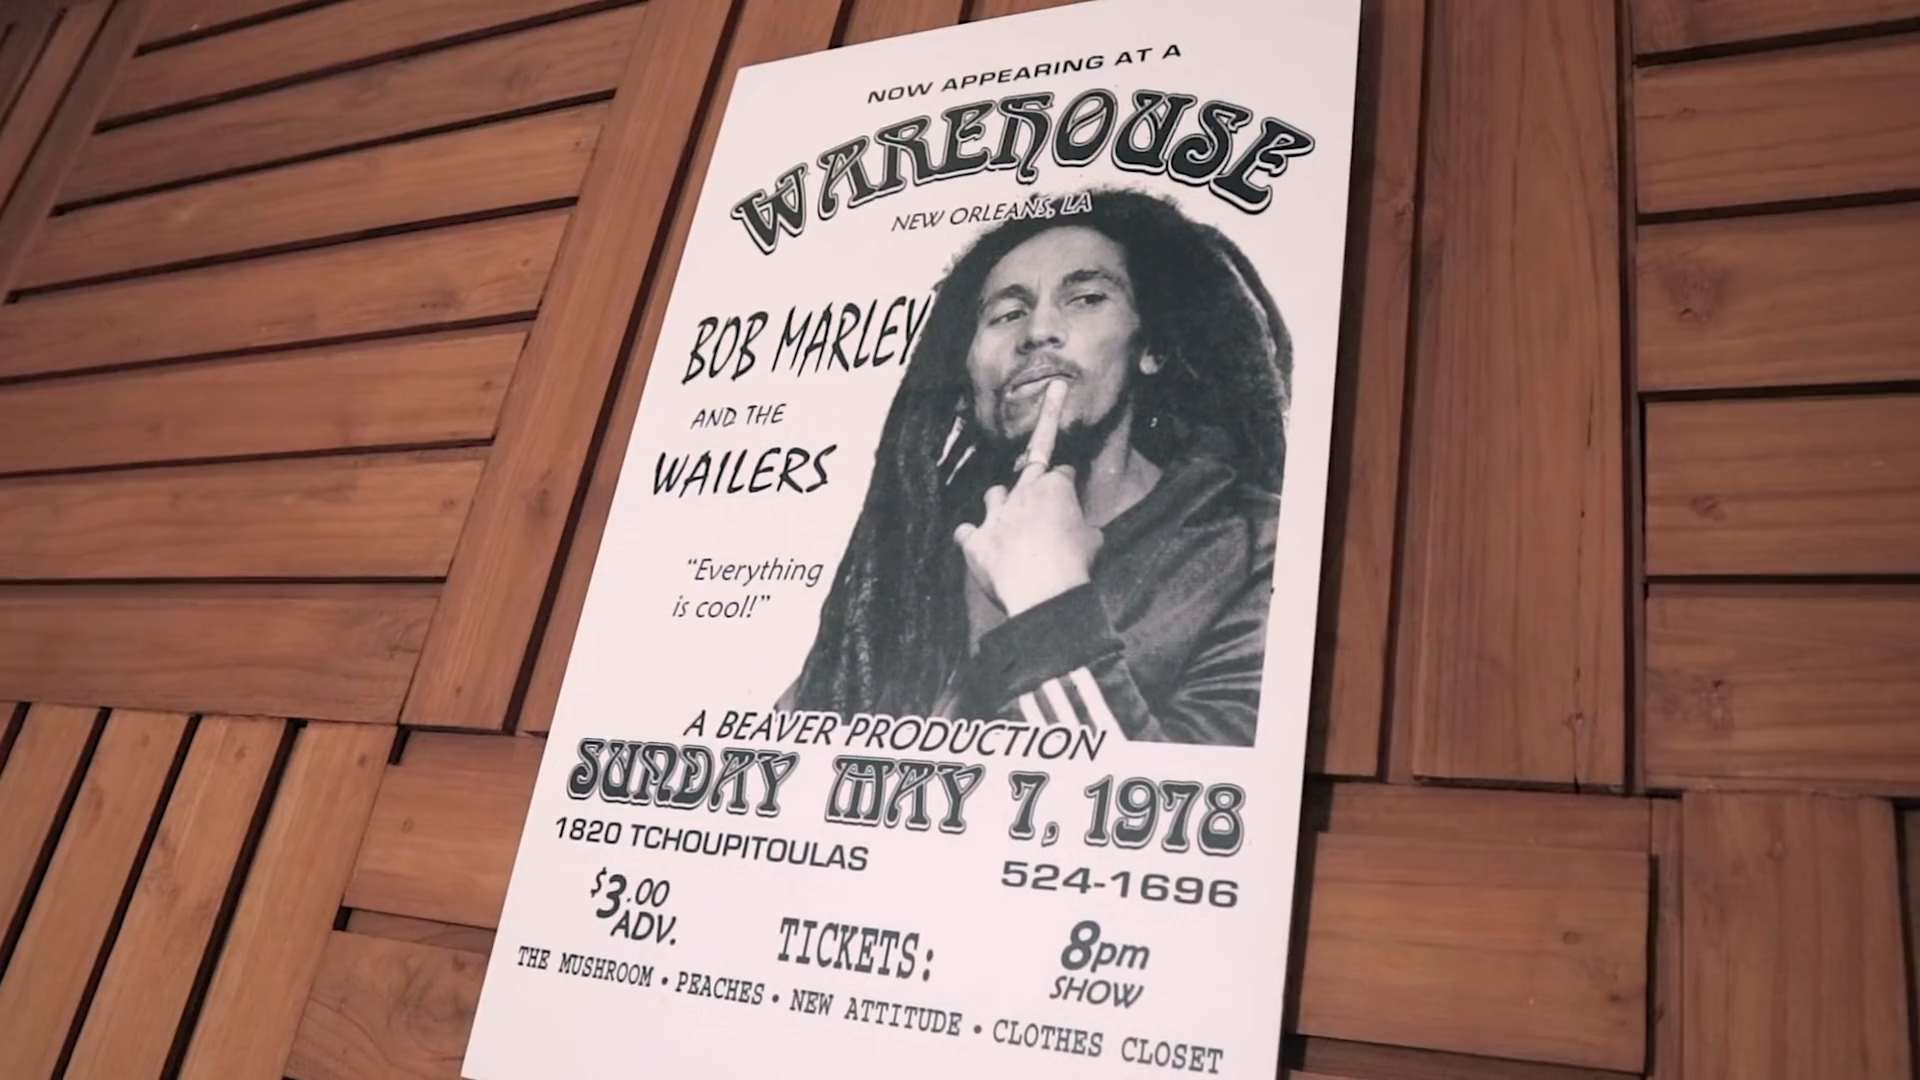 NOW APPEARING AT A
WAREHOUSE
NEW ORLEANS, LA
BOB MARLEY
AND THE
WAILERS
"Everything
is cool!"
A BEAVER PRODUCTION
SUNDAY MAY 7, 1978
1820 TCHOUPITOULAS 524-1696
$3.00
ADV.
TICKETS:
8pm
SHOW
THE MUSHROOM • PEACHES • NEW ATTITUDE • CLOTHES CLOSET